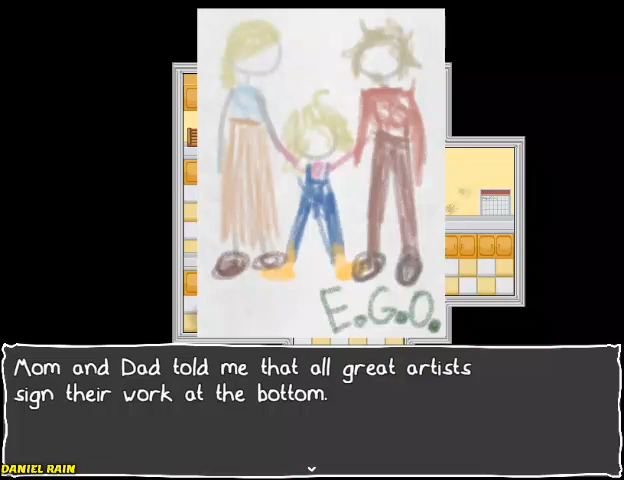 E.G.O.
Mom and Dad told me that all great artists
sign their work at the bottom.
DANIEL RAIN